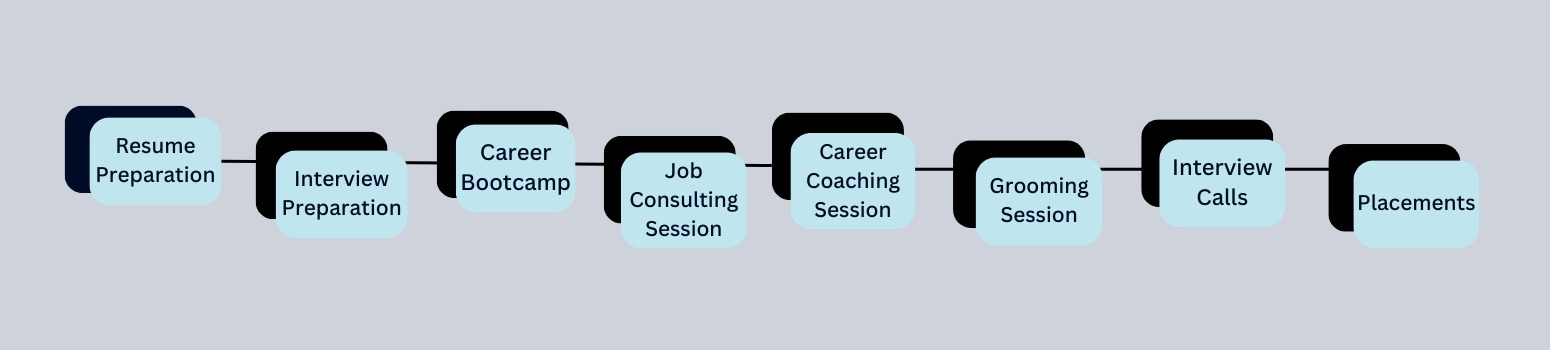 Resume
Preparation
Interview
Preparation
Career
Bootcamp
Job
Consulting
Session
Career
Coaching
Session
Grooming
Session
Interview
Calls
Placements